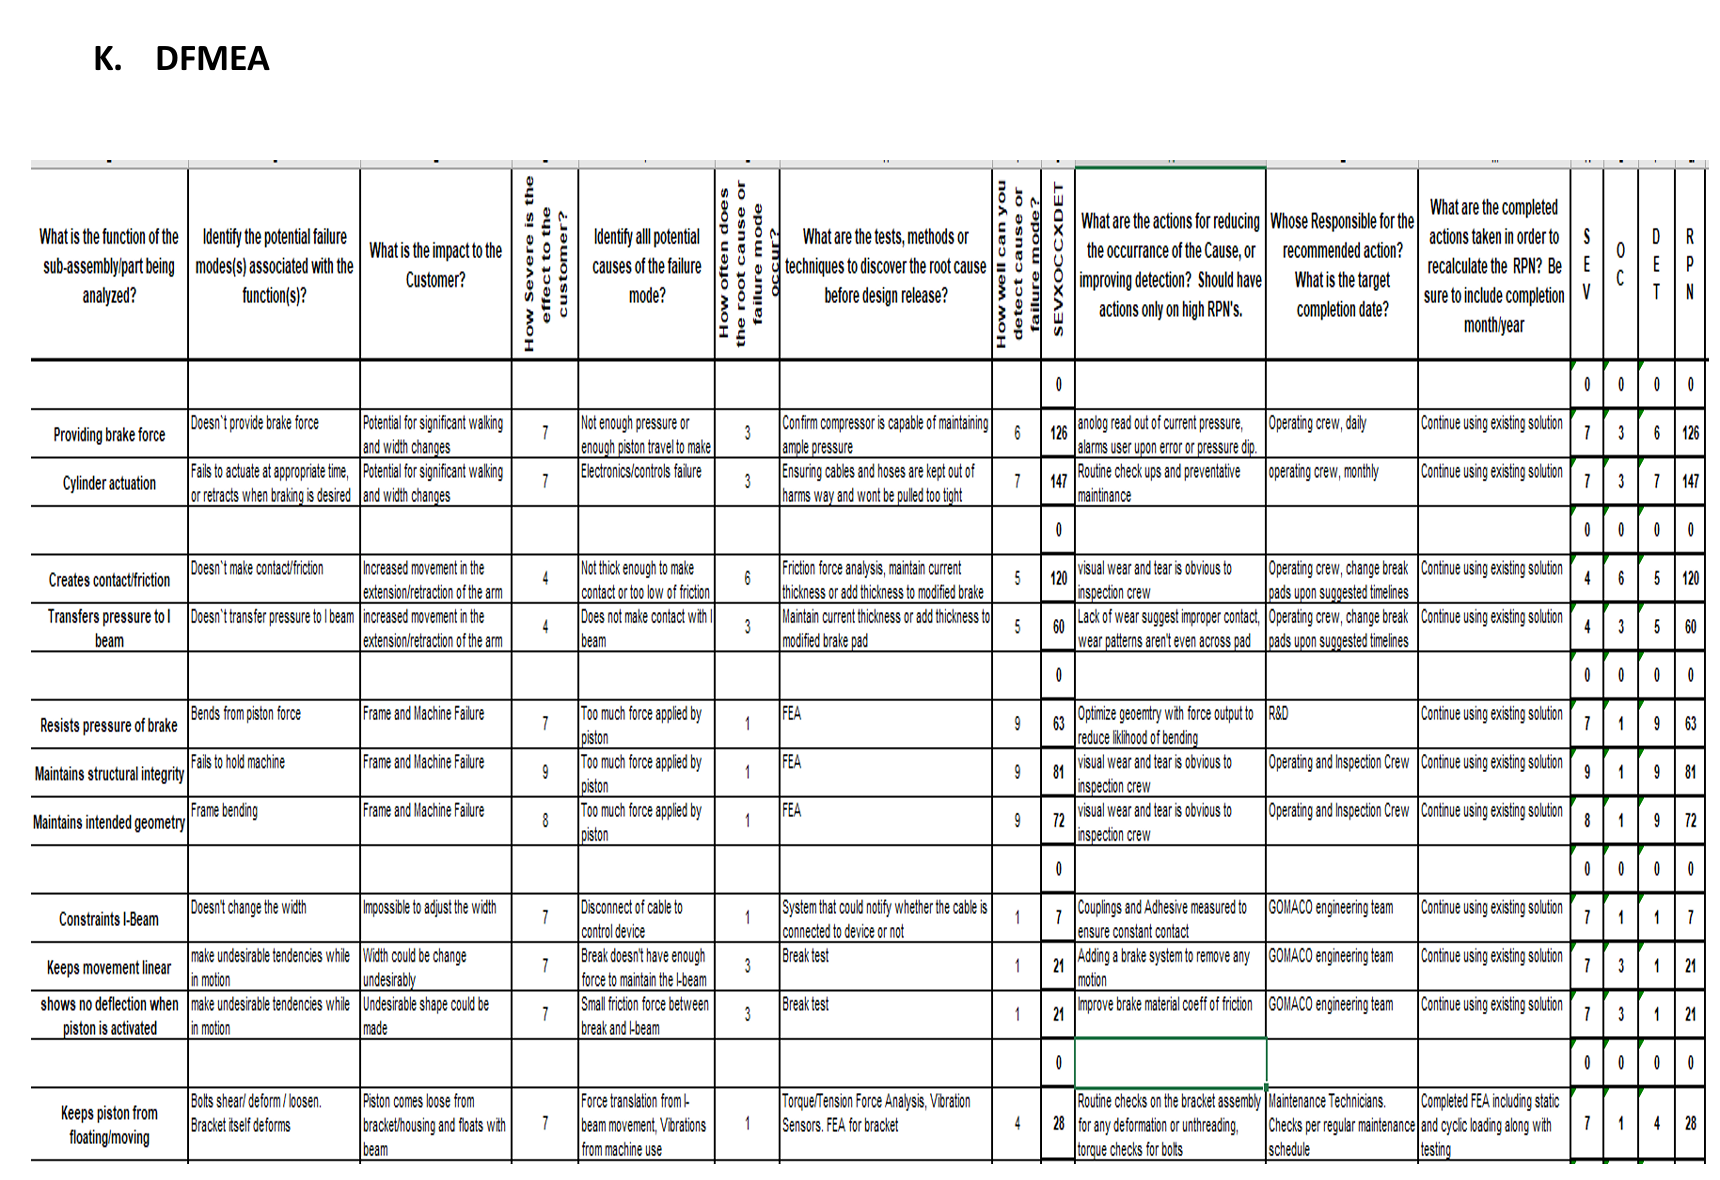 K. DFMEA
What is the function of the
sub-assembly/part being
analyzed?
Identify the potential failure
modes(s) associated with the
function(s)?
What is the impact to the
Customer?
How Severe is the
effect to the
customer?
Identify alll potential
causes of the failure
mode?
How often does
the root cause or
failure mode
occur?
What are the tests, methods or
techniques to discover the root cause
before design release?
How well can you
detect cause or
failure mode?
SEVXOCCXDET
What are the actions for reducing
the occurrance of the Cause, or
improving detection? Should have
actions only on high RPN's.
Whose Responsible for the
recommended action?
What is the target
completion date?
What are the completed
actions taken in order to
recalculate the RPN? Be
sure to include completion
month/year
SEV
OC
DET
RPN
0
0 0 0 0
Providing brake force
Doesn`t provide brake force
Potential for significant walking
and width changes
7
Not enough pressure or
enough piston travel to make
3
Confirm compressor is capable of maintaining
ample pressure
6
126
anolog read out of current pressure,
alarms user upon error or pressure dip.
Operating crew, daily
Continue using existing solution
7 3 6 126
Cylinder actuation
Fails to actuate at appropriate time,
or retracts when braking is desired
Potential for significant walking
and width changes
7
Electronics/controls failure
3
Ensuring cables and hoses are kept out of
harms way and wont be pulled too tight
7
147
Routine check ups and preventative
maintinance
operating crew, monthly
Continue using existing solution
7 3 7 147
0
0 0 0 0
Creates contact/friction
Doesn`t make contact/friction
Increased movement in the
extension/retraction of the arm
4
Not thick enough to make
contact or too low of friction
6
Friction force analysis, maintain current
thickness or add thickness to modified brake
5
120
visual wear and tear is obvious to
inspection crew
Operating crew, change break
pads upon suggested timelines
Continue using existing solution
4 6 5 120
Transfers pressure to I
beam
Doesn`t transfer pressure to I beam
increased movement in the
extension/retraction of the arm
4
Does not make contact with I
beam
3
Maintain current thickness or add thickness to
modified brake pad
5
60
Lack of wear suggest improper contact,
wear patterns aren't even across pad
Operating crew, change break
pads upon suggested timelines
Continue using existing solution
4 3 5 60
0
0 0 0 0
Resists pressure of brake
Bends from piston force
Frame and Machine Failure
7
Too much force applied by
piston
1
FEA
9
63
Optimize geoemtry with force output to
reduce liklihood of bending
R&D
Continue using existing solution
7 1 9 63
Maintains structural integrity
Fails to hold machine
Frame and Machine Failure
9
Too much force applied by
piston
1
FEA
9
81
visual wear and tear is obvious to
inspection crew
Operating and Inspection Crew
Continue using existing solution
9 1 9 81
Maintains intended geometry
Frame bending
Frame and Machine Failure
8
Too much force applied by
piston
1
FEA
9
72
visual wear and tear is obvious to
inspection crew
Operating and Inspection Crew
Continue using existing solution
8 1 9 72
0
0 0 0 0
Constraints I-Beam
Doesn't change the width
Impossible to adjust the width
7
Disconnect of cable to
control device
1
System that could notify whether the cable is
connected to device or not
1
7
Couplings and Adhesive measured to
ensure constant contact
GOMACO engineering team
Continue using existing solution
7 1 1 7
Keeps movement linear
make undesirable tendencies while
in motion
Width could be change
undesirably
7
Break doesn't have enough
force to maintain the I-beam
3
Break test
1
21
Adding a brake system to remove any
motion
GOMACO engineering team
Continue using existing solution
7 3 1 21
shows no deflection when
piston is activated
make undesirable tendencies while
in motion
Undesirable shape could be
made
7
Small friction force between
break and I-beam
3
Break test
1
21
Improve brake material coeff of friction
GOMACO engineering team
Continue using existing solution
7 3 1 21
0
0 0 0 0
Keeps piston from
floating/moving
Bolts shear/ deform / loosen.
Bracket itself deforms
Piston comes loose from
bracket/housing and floats with
beam
7
Force translation from I-
beam movement, Vibrations
from machine use
1
Torque/Tension Force Analysis, Vibration
Sensors. FEA for bracket
4
28
Routine checks on the bracket assembly
for any deformation or unthreading,
torque checks for bolts
Maintenance Technicians.
Checks per regular maintenance
schedule
Completed FEA including static
and cyclic loading along with
testing
7 1 4 28